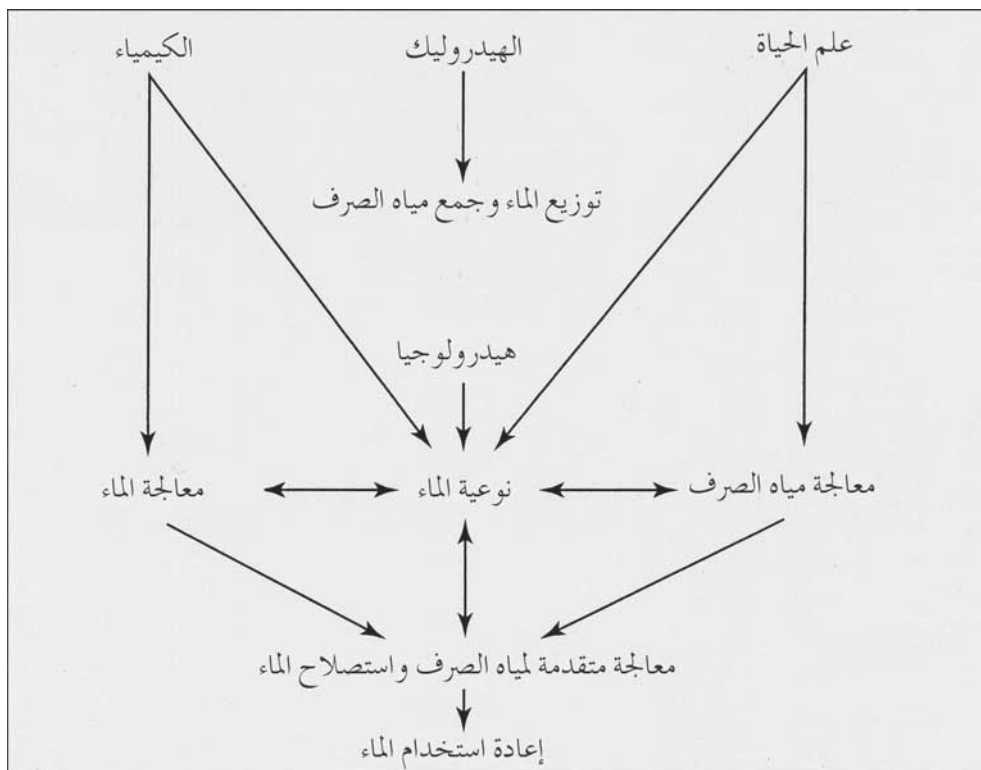 علم الحياة
الهيدروليك
الكيمياء
توزيع الماء وجمع مياه الصرف
هيدرولوجيا
معالجة مياه الصرف
نوعية الماء
معالجة الماء
معالجة متقدمة لمياه الصرف واستصلاح الماء
إعادة استخدام الماء